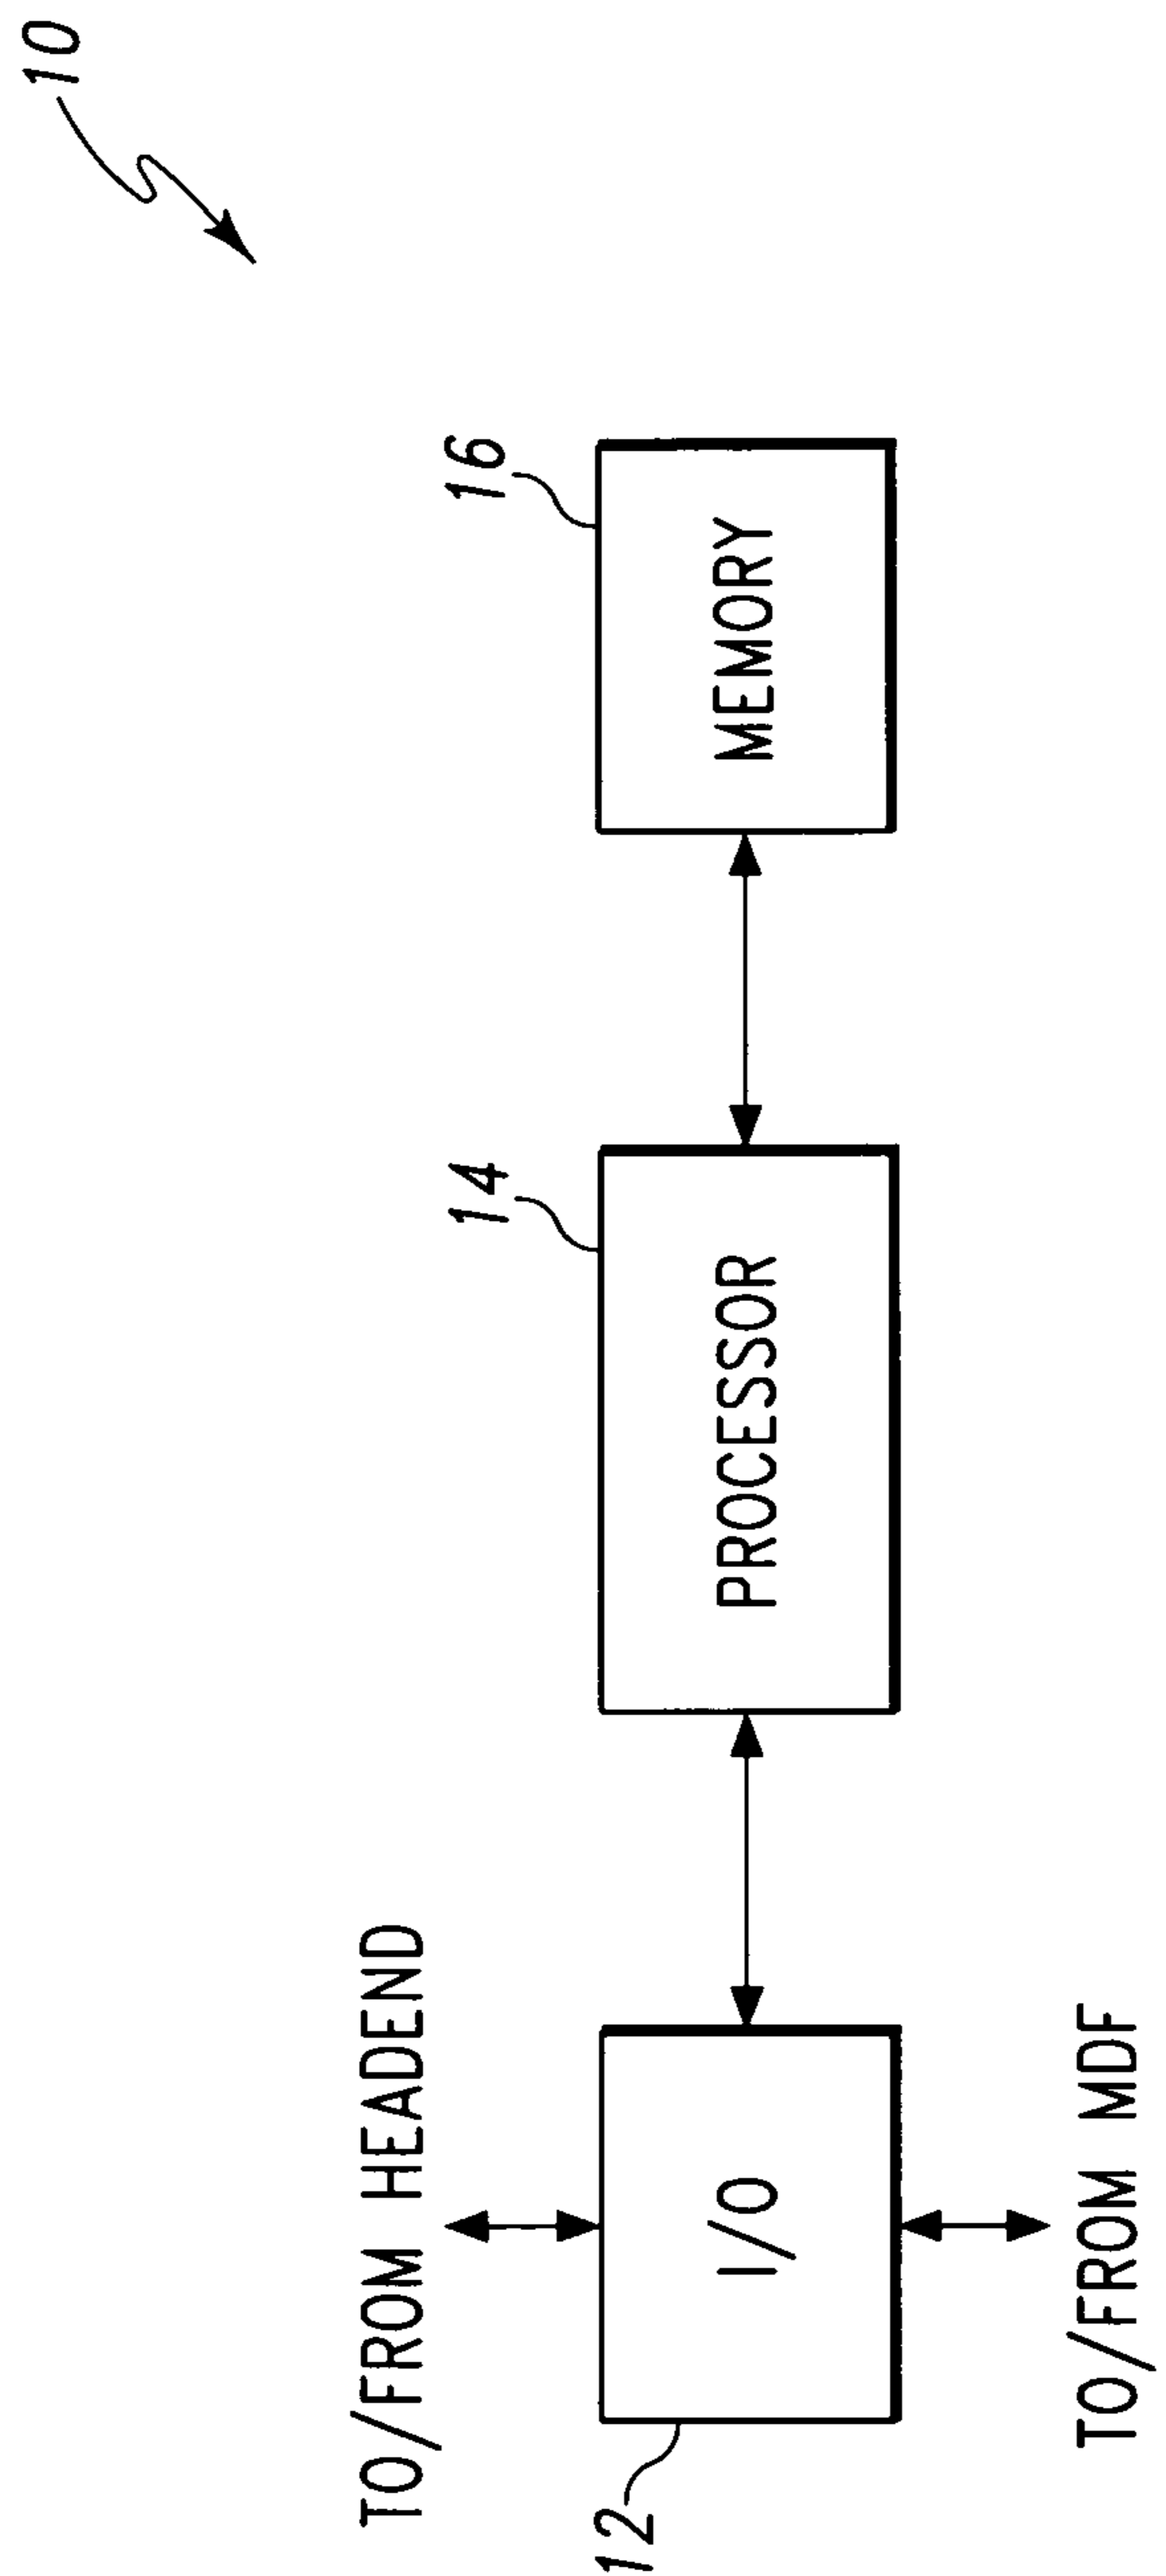 10
TO/FROM HEADEND
12
I/O
14
PROCESSOR
16
MEMORY
TO/FROM MDF